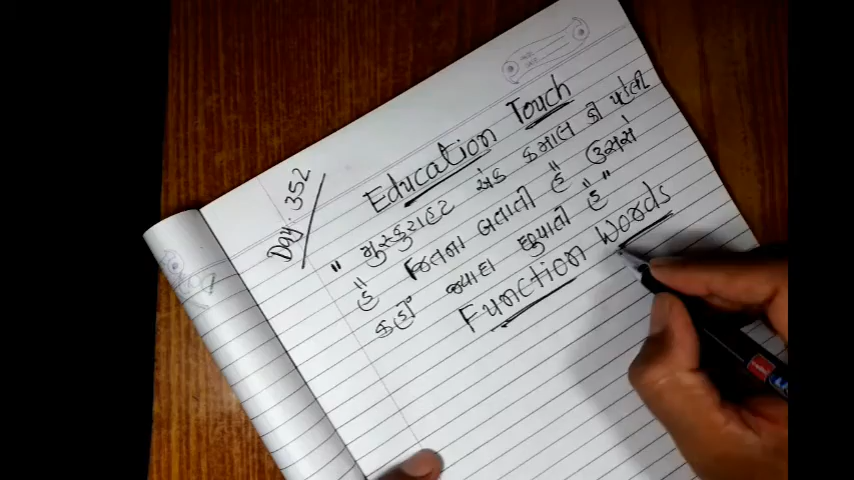 Day. 352
Education Touch
" મુસ્કુરાહટ એક કમાલ કી પહેલી
હૈ" જિતના બતાતી હૈ" ઉસસે
કહીં જ્યાદા છુપાતી હૈ"
Function Words